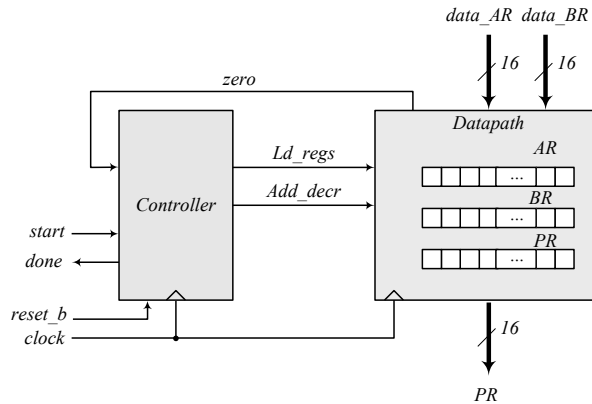 data_AR data_BR
16 16
zero
Datapath
Ld_regs
AR
...
Add_decr
Controller
BR
...
start
PR
done
...
reset_b
clock
16
PR